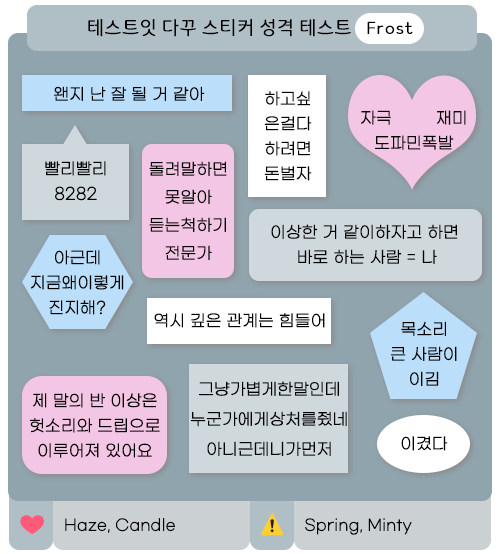 테스트잇 다꾸 스티커 성격 테스트 Frost
왠지 난 잘 될 거 같아
하고싶
은걸다
하려면
돈벌자
자극 재미
도파민폭발
빨리빨리
8282
돌려말하면
못알아
듣는척하기
전문가
이상한 거 같이하자고 하면
바로 하는 사람 = 나
아근데
지금왜이렇게
진지해?
역시 깊은 관계는 힘들어
목소리
큰 사람이
이김
제 말의 반 이상은
헛소리와 드립으로
이루어져 있어요
그냥가볍게한말인데
누군가에게상처를줬네
아니근데니가먼저
이겼다
Haze, Candle
Spring, Minty